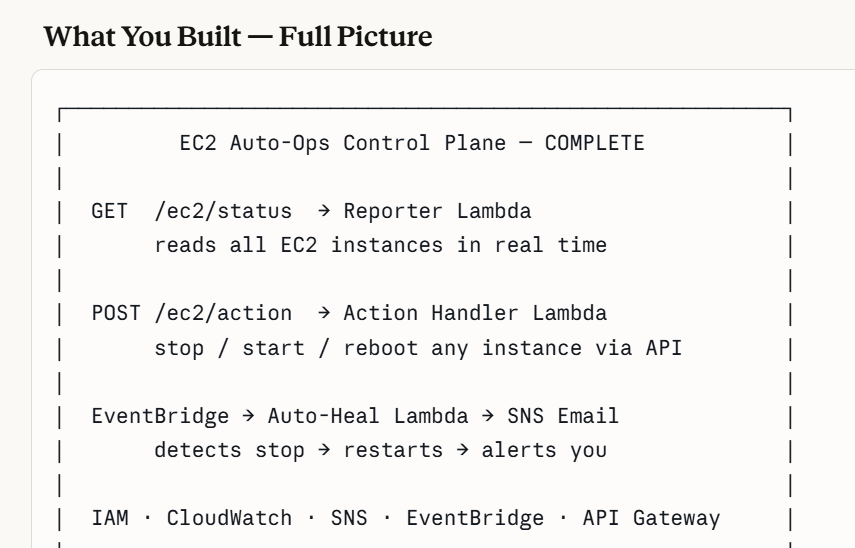 What You Built — Full Picture
EC2 Auto-Ops Control Plane — COMPLETE
GET /ec2/status → Reporter Lambda
reads all EC2 instances in real time
POST /ec2/action → Action Handler Lambda
stop / start / reboot any instance via API
EventBridge → Auto-Heal Lambda → SNS Email
detects stop → restarts → alerts you
IAM · CloudWatch · SNS · EventBridge · API Gateway